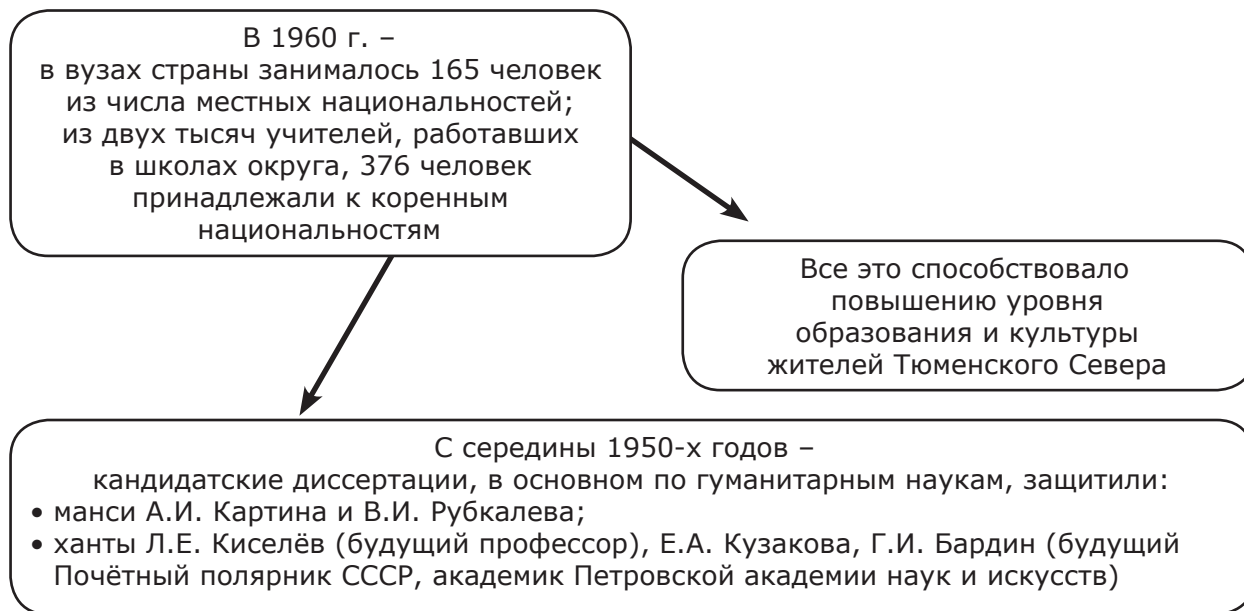 В 1960 г. –
в вузах страны занималось 165 человек
из числа местных национальностей;
из двух тысяч учителей, работавших
в школах округа, 376 человек
принадлежали к коренным
национальностям
Все это способствовало
повышению уровня
образования и культуры
жителей Тюменского Севера
С середины 1950-х годов –
кандидатские диссертации, в основном по гуманитарным наукам, защитили:
• манси А.И. Картина и В.И. Рубкалева;
• ханты Л.Е. Киселёв (будущий профессор), Е.А. Кузакова, Г.И. Бардин (будущий
Почётный полярник СССР, академик Петровской академии наук и искусств)